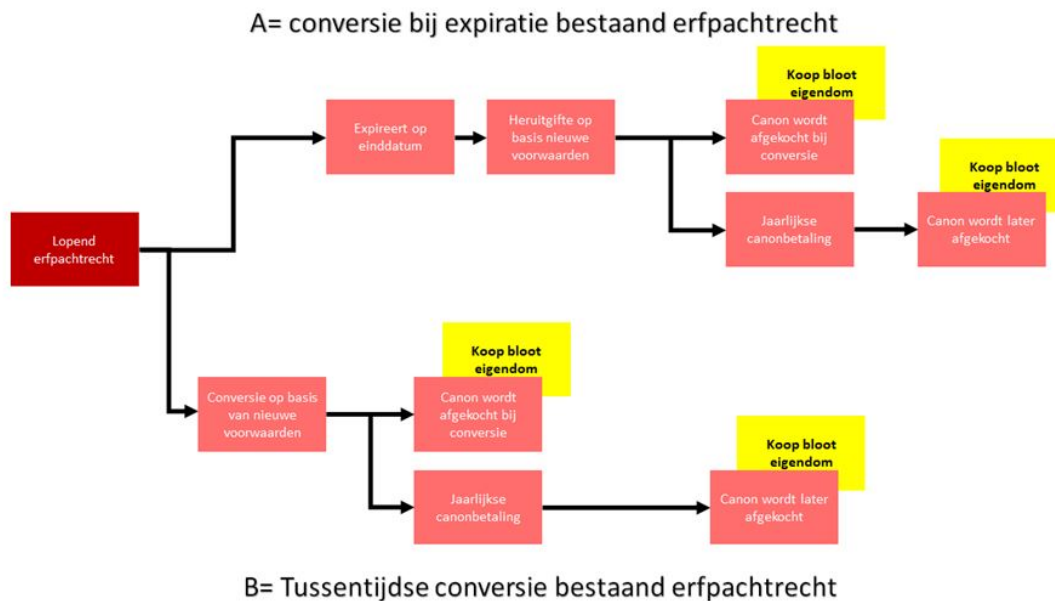 A= conversie bij expiratie bestaand erfpachtrecht
Koop bloot
eigendom
Expireert op
einddatum
Heruitgifte op
basis nieuwe
voorwaarden
Canon wordt
afgekocht bij
conversie
Koop bloot
eigendom
Lopend
erfpachtrecht
Jaarlijkse
canonbetaling
Canon wordt later
afgekocht
Koop bloot
eigendom
Conversie op basis
van nieuwe
voorwaarden
Canon wordt
afgekocht bij
conversie
Koop bloot
eigendom
Jaarlijkse
canonbetaling
Canon wordt later
afgekocht
B= Tussentijdse conversie bestaand erfpachtrecht